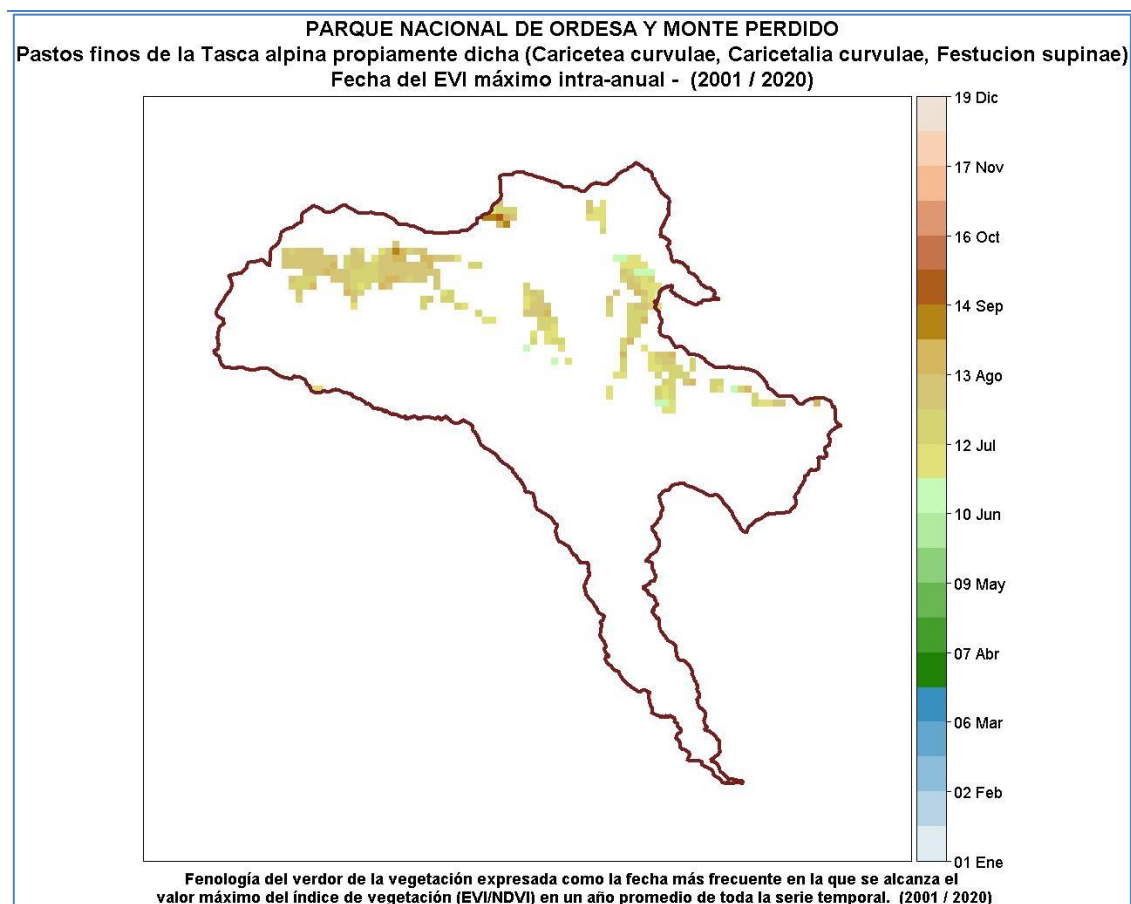 PARQUE NACIONAL DE ORDESA Y MONTE PERDIDO
Pastos finos de la Tasca alpina propiamente dicha (Caricetea curvulae, Caricetalia curvulae, Festucion supinae)
Fecha del EVI máximo intra-anual - (2001 / 2020)
19 Dic
17 Nov
16 Oct
14 Sep
13 Ago
12 Jul
10 Jun
09 May
07 Abr
06 Mar
02 Feb
01 Ene
Fenología del verdor de la vegetación expresada como la fecha más frecuente en la que se alcanza el
valor máximo del índice de vegetación (EVI/NDVI) en un año promedio de toda la serie temporal. (2001 / 2020)